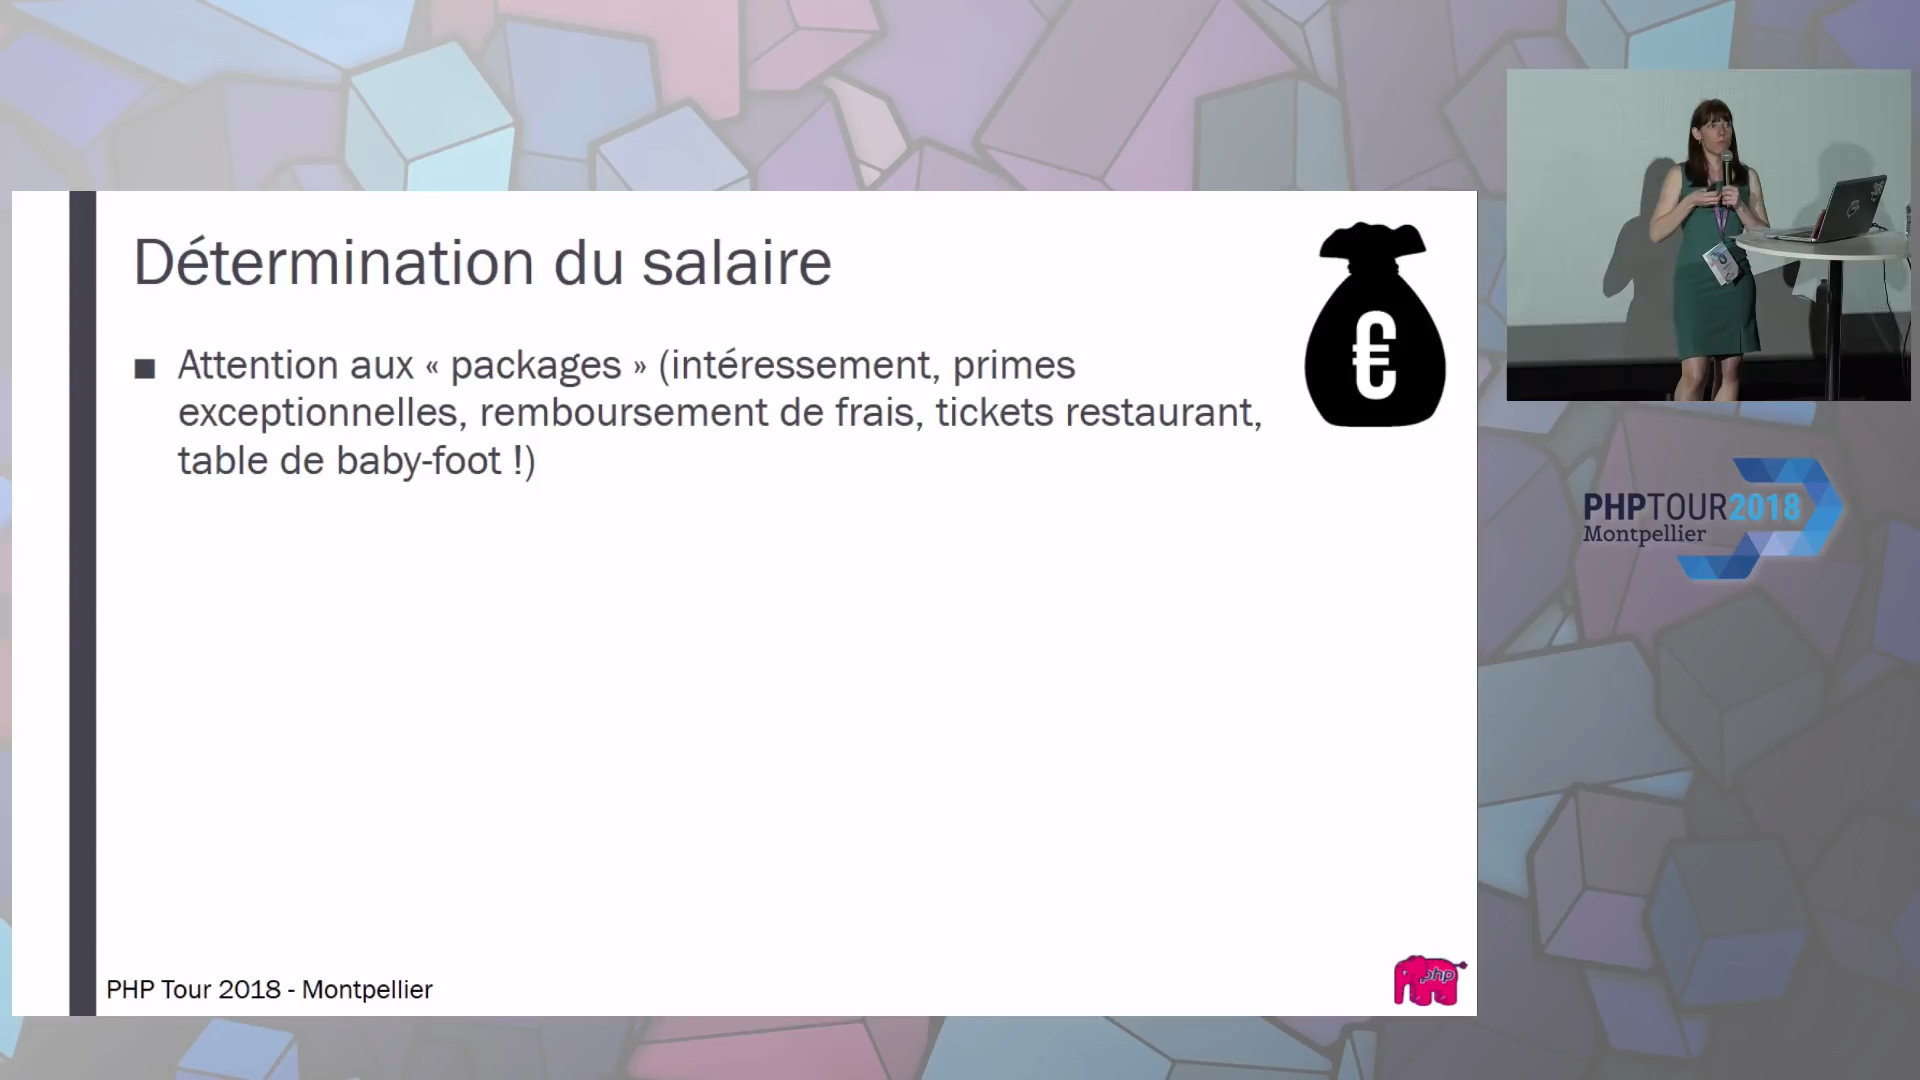 Détermination du salaire
■ Attention aux « packages » (intéressement, primes
exceptionnelles, remboursement de frais, tickets restaurant,
table de baby-foot !)
€
PHP Tour 2018 - Montpellier
php
PHPTOUR2018
Montpellier